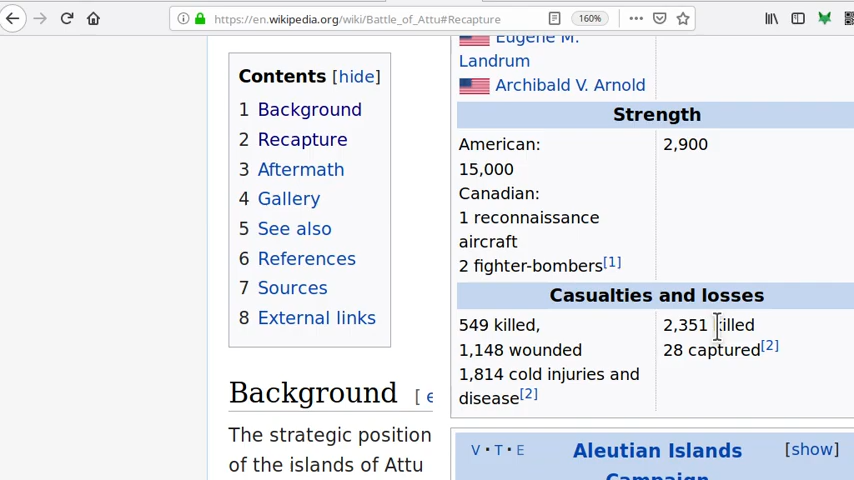 https://en.wikipedia.org/wiki/Battle_of_Attu#Recapture
160%
Contents [hide]
1 Background
2 Recapture
3 Aftermath
4 Gallery
5 See also
6 References
7 Sources
8 External links
Background [ e
The strategic position
of the islands of Attu
Eugene M.
Landrum
Archibald V. Arnold
Strength
American:
15,000
Canadian:
1 reconnaissance
aircraft
2 fighter-bombers[1]
2,900
Casualties and losses
549 killed,
1,148 wounded
1,814 cold injuries and
disease[2]
2,351 killed
28 captured[2]
V · T · E Aleutian Islands [show]
Campaign